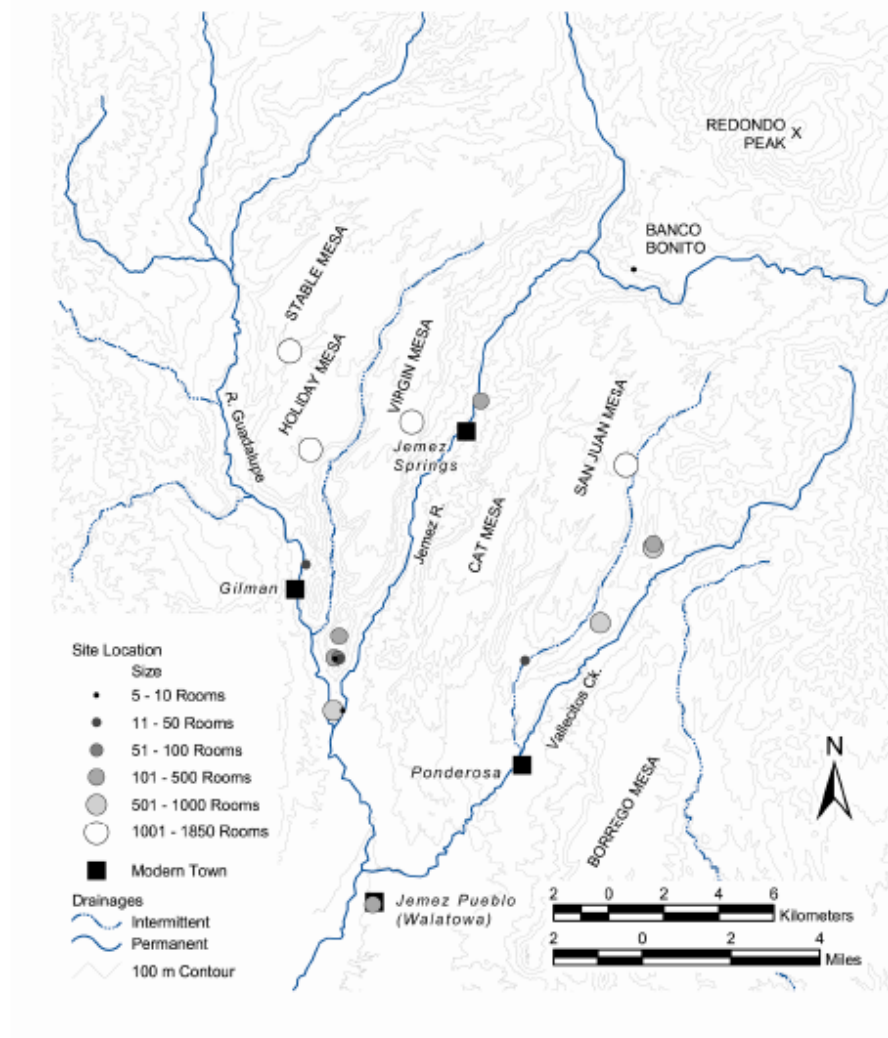 REDONDO
PEAK X
BANCO
BONITO
STABLE MESA
HOLIDAY MESA
VIRGIN MESA
R. Guadalupe
Jemez
Springs
SAN JUAN MESA
Jemez R.
CAT MESA
Gilman
Site Location
Size
5 - 10 Rooms
11 - 50 Rooms
51 - 100 Rooms
101 - 500 Rooms
501 - 1000 Rooms
1001 - 1850 Rooms
Modern Town
Drainages
Intermittent
Permanent
100 m Contour
Vallecitos Ck.
Ponderosa
BORREGO MESA
N
Jemez Pueblo
(Walatowa)
2 0 2 4 6
Kilometers
2 0 2 4
Miles